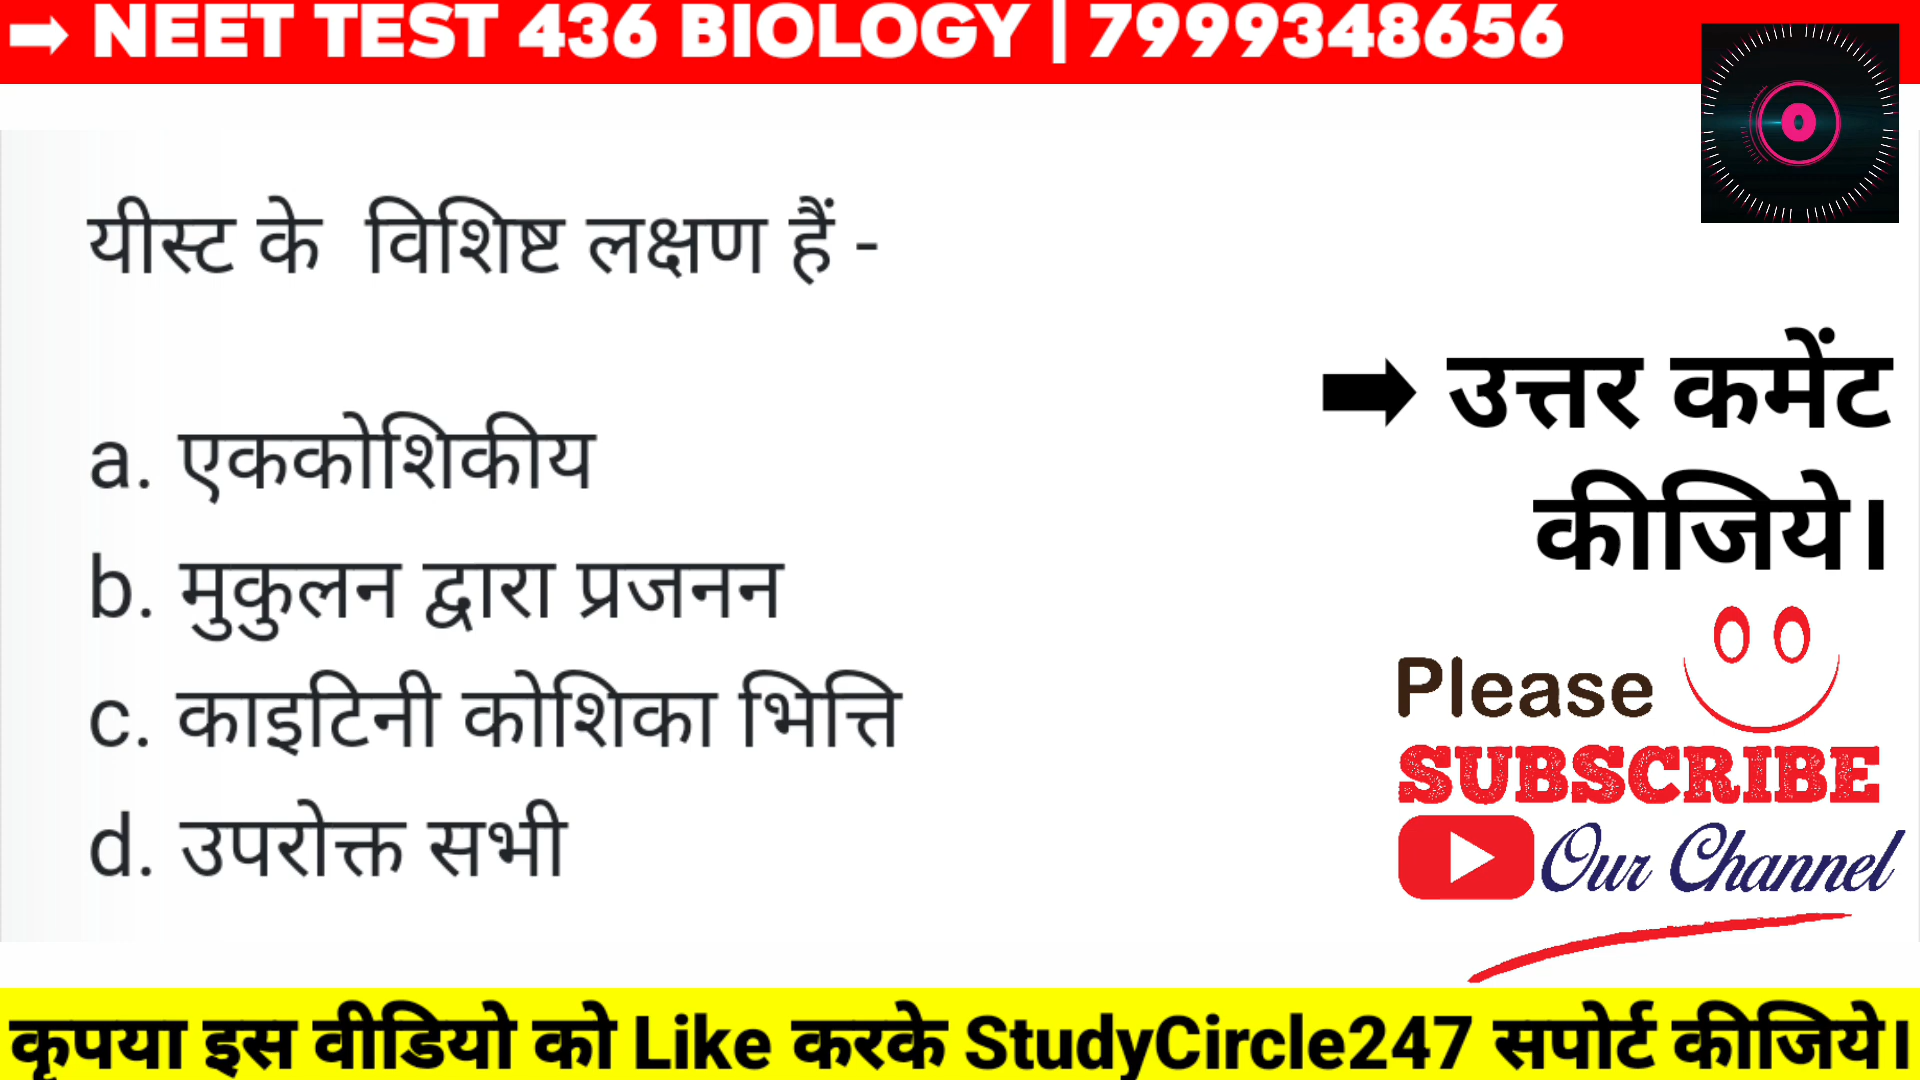 ➡ NEET TEST 436 BIOLOGY | 7999348656
0
यीस्ट के विशिष्ट लक्षण हैं -
➡ उत्तर कमेंट
कीजिये।
a. एककोशिकीय
b. मुकुलन द्वारा प्रजनन
c. काइटिनी कोशिका भित्ति
d. उपरोक्त सभी
Please
SUBSCRIBE
Our Channel
कृपया इस वीडियो को Like करके StudyCircle247 सपोर्ट कीजिये।